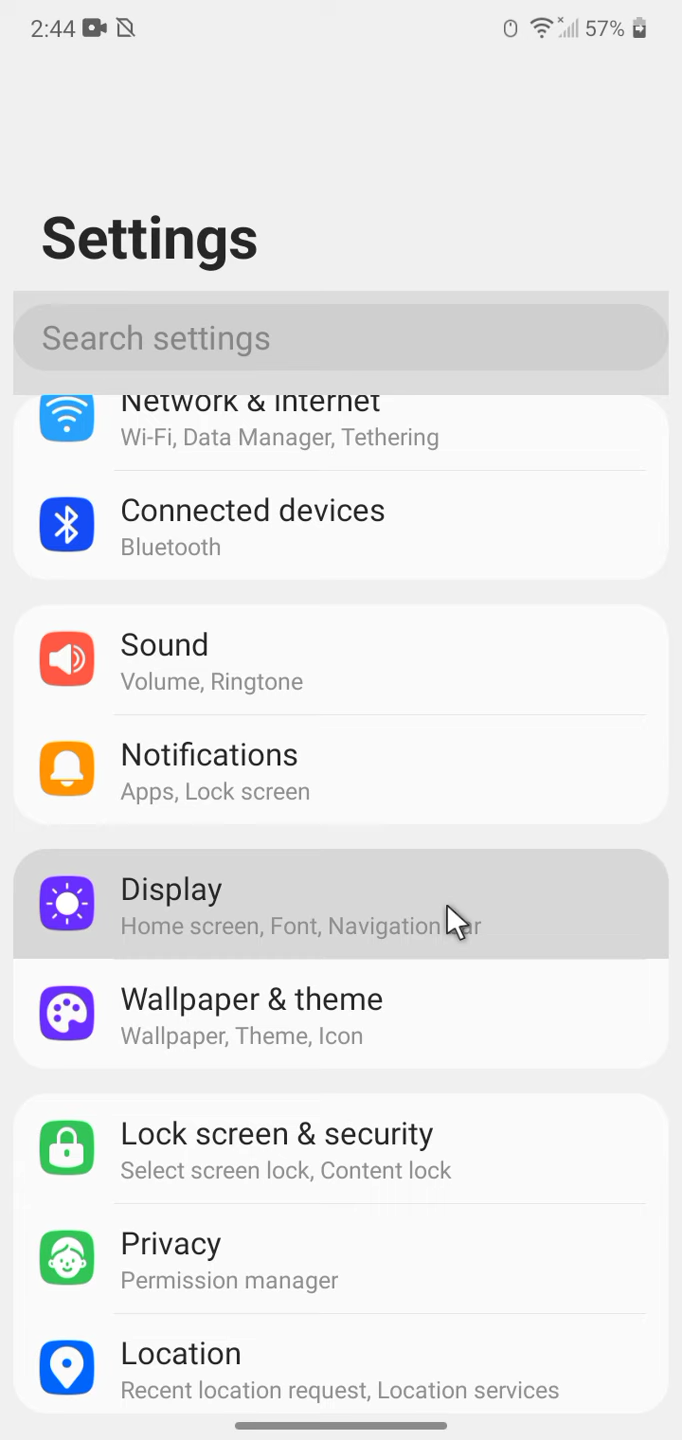 2:44
57%
Settings
Search settings
Network & internet
Wi-Fi, Data Manager, Tethering
Connected devices
Bluetooth
Sound
Volume, Ringtone
Notifications
Apps, Lock screen
Display
Home screen, Font, Navigation
Wallpaper & theme
Wallpaper, Theme, Icon
Lock screen & security
Select screen lock, Content lock
Privacy
Permission manager
Location
Recent location request, Location services